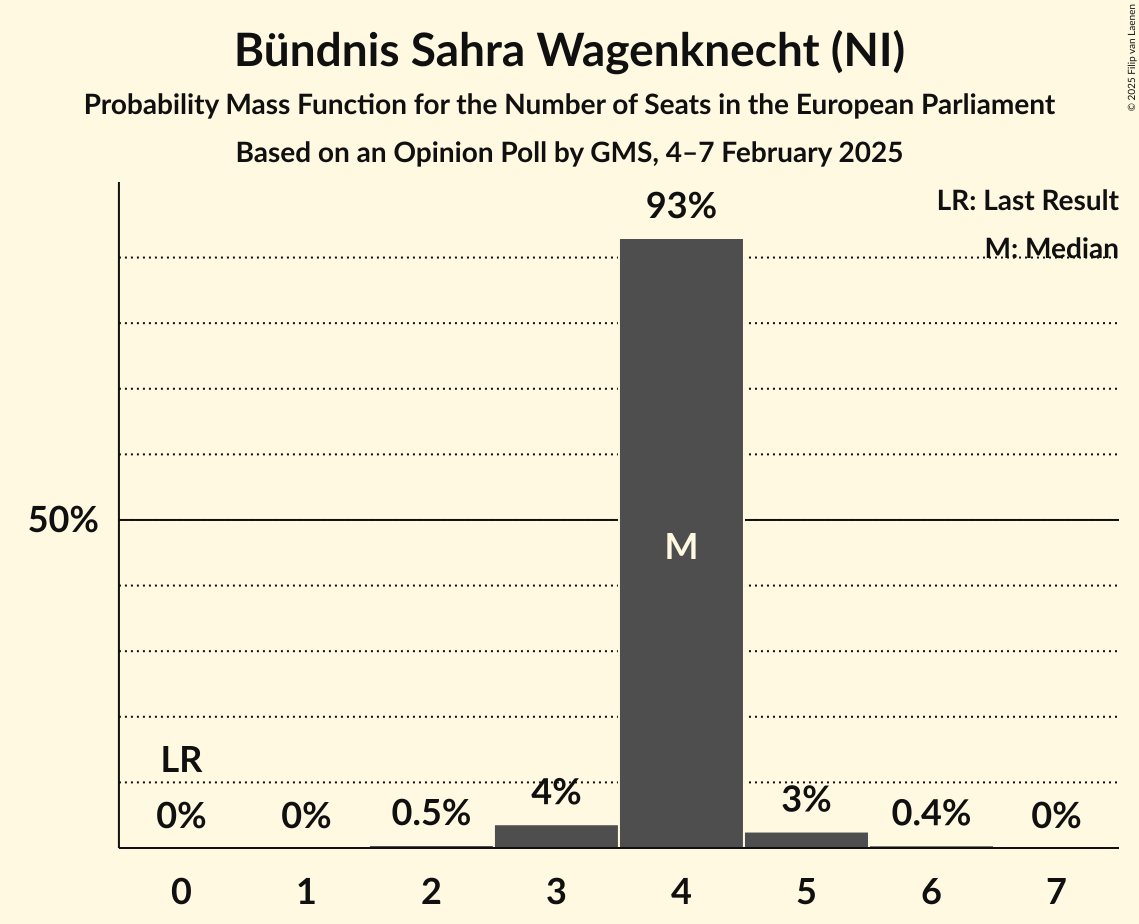 Bündnis Sahra Wagenknecht (NI)
Probability Mass Function for the Number of Seats in the European Parliament
Based on an Opinion Poll by GMS, 4–7 February 2025
© 2025 Filip van Laenen
LR: Last Result
M: Median
93%
50%
M
LR
0%
0%
0.5%
4%
3%
0.4%
0%
0 1 2 3 4 5 6 7